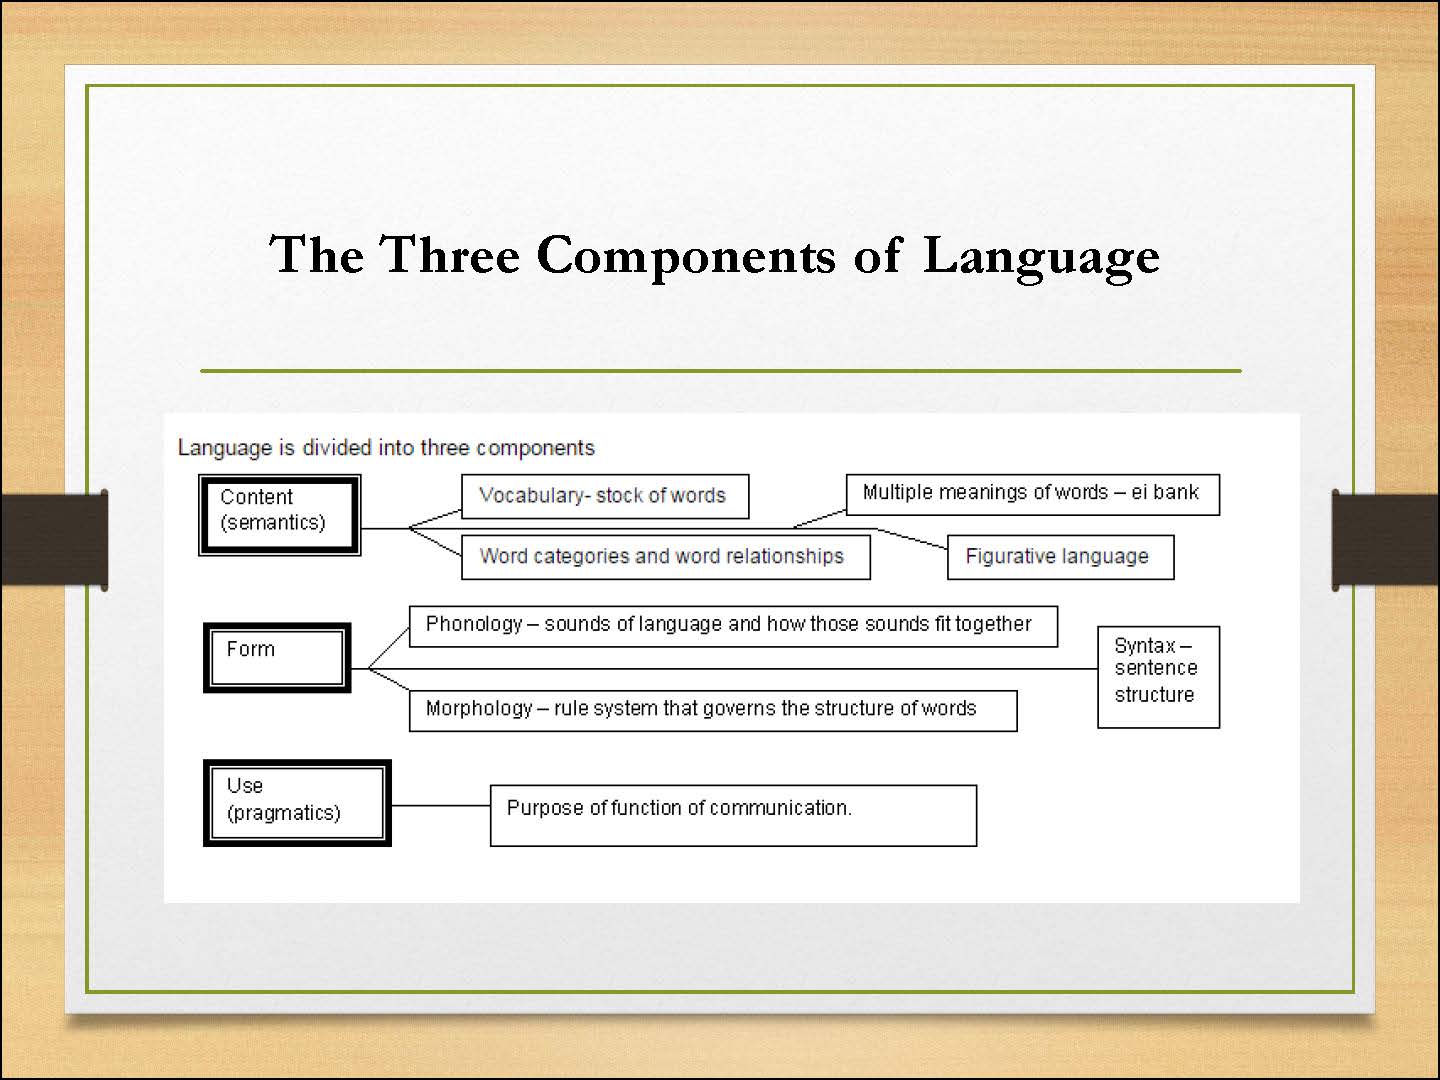 The Three Components of Language
Language is divided into three components
Content
(semantics)
Vocabulary- stock of words
Multiple meanings of words – ei bank
Word categories and word relationships
Figurative language
Form
Phonology – sounds of language and how those sounds fit together
Syntax –
sentence
structure
Morphology – rule system that governs the structure of words
Use
(pragmatics)
Purpose of function of communication.